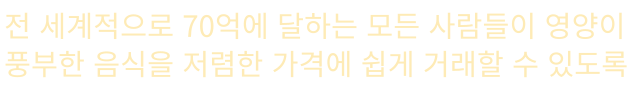 전 세계적으로 70억에 달하는 모든 사람들이 영양이
풍부한 음식을 저렴한 가격에 쉽게 거래할 수 있도록